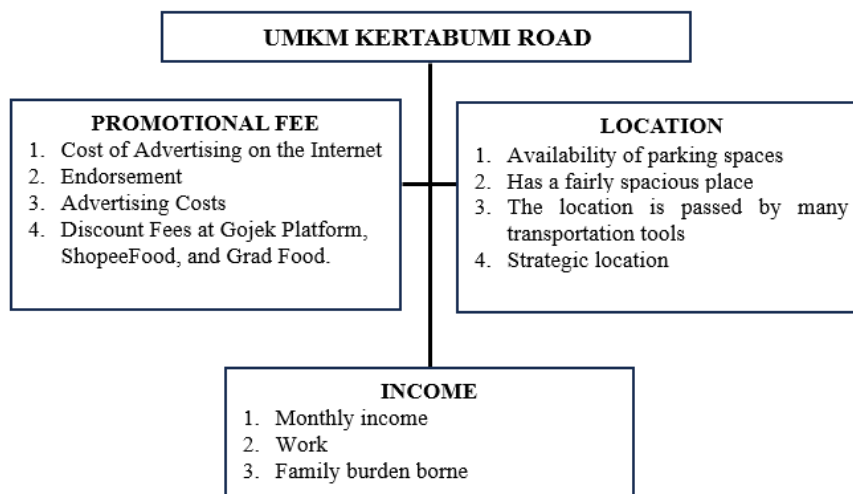 UMKM KERTABUMI ROAD
PROMOTIONAL FEE
1. Cost of Advertising on the Internet
2. Endorsement
3. Advertising Costs
4. Discount Fees at Gojek Platform,
ShopeeFood, and Grad Food.
LOCATION
1. Availability of parking spaces
2. Has a fairly spacious place
3. The location is passed by many
transportation tools
4. Strategic location
INCOME
1. Monthly income
2. Work
3. Family burden borne